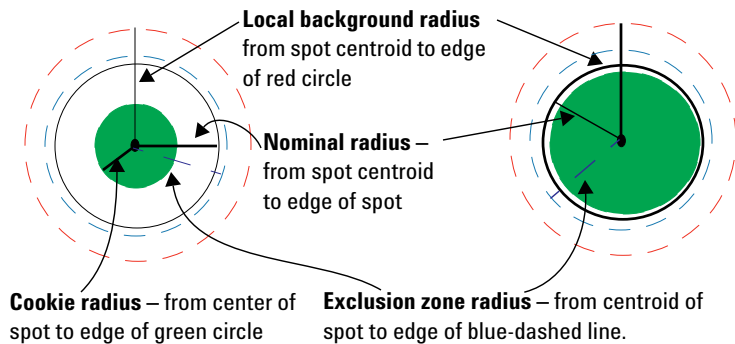 Local background radius
from spot centroid to edge
of red circle
Nominal radius –
from spot centroid
to edge of spot
Cookie radius – from center of
spot to edge of green circle
Exclusion zone radius – from centroid of
spot to edge of blue-dashed line.